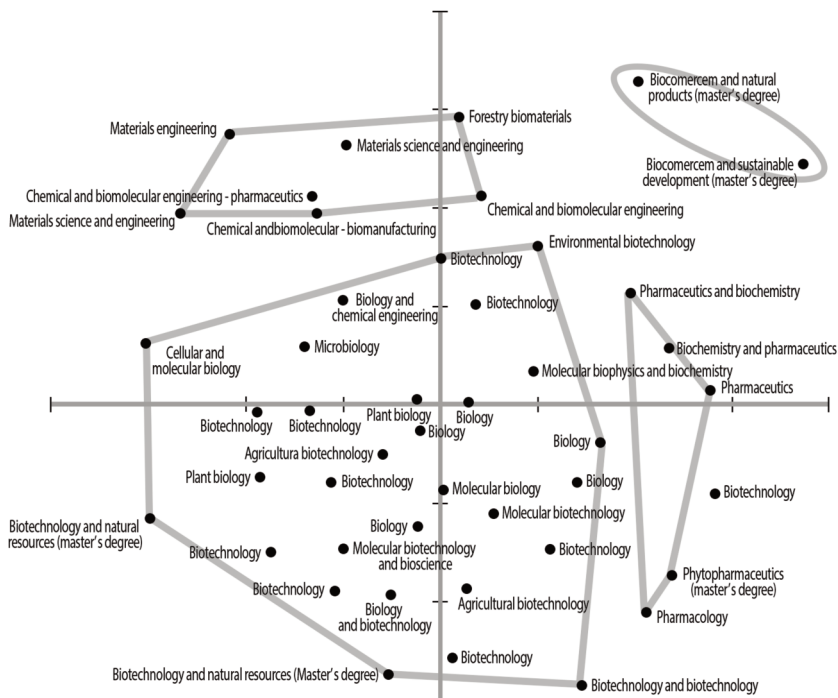 Biocomercem and natural
products (master's degree)
Forestry biomaterials
Materials engineering
Materials science and engineering
Biocomercem and sustainable
development (master's degree)
Chemical and biomolecular engineering - pharmaceutics
Materials science and engineering
Chemical andbiomolecular - biomanufacturing
Chemical and biomolecular engineering
Environmental biotechnology
Biotechnology
Pharmaceutics and biochemistry
Biology and
chemical engineering
Biotechnology
Cellular and
molecular biology
Microbiology
Biochemistry and pharmaceutics
Molecular biophysics and biochemistry
Pharmaceutics
Biotechnology
Biotechnology
Plant biology
Biology
Biology
Biology
Agricultura biotechnology
Plant biology
Biotechnology
Molecular biology
Biology
Biotechnology
Molecular biotechnology
Biotechnology and natural
resources (master's degree)
Biology
Biotechnology
Molecular biotechnology
and bioscience
Biotechnology
Phytopharmaceutics
(master's degree)
Biotechnology
Biology
and biotechnology
Agricultural biotechnology
Pharmacology
Biotechnology
Biotechnology and natural resources (Master's degree)
Biotechnology and biotechnology